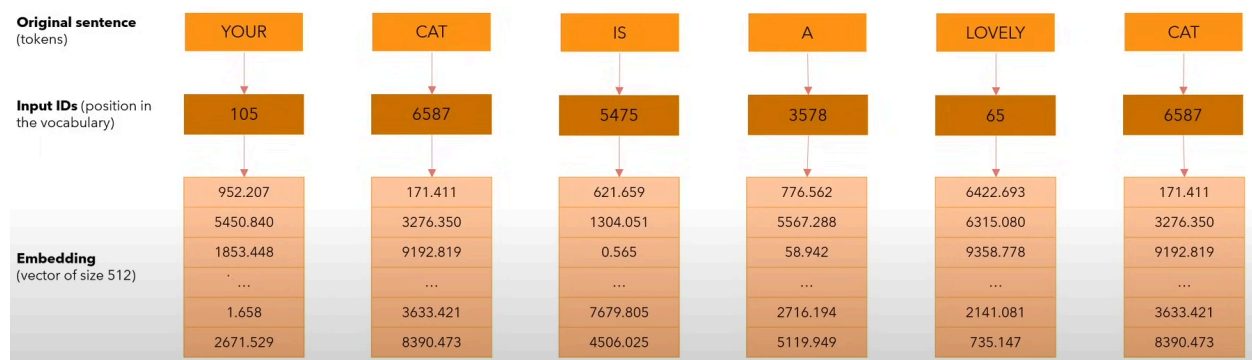 Original sentence
(tokens)
YOUR CAT IS A LOVELY CAT
Input IDs (position in
the vocabulary)
105 6587 5475 3578 65 6587
952.207 171.411 621.659 776.562 6422.693 171.411
5450.840 3276.350 1304.051 5567.288 6315.080 3276.350
Embedding
(vector of size 512)
1853.448 9192.819 0.565 58.942 9358.778 9192.819
... ... ... ... ... ...
1.658 3633.421 7679.805 2716.194 2141.081 3633.421
2671.529 8390.473 4506.025 5119.949 735.147 8390.473